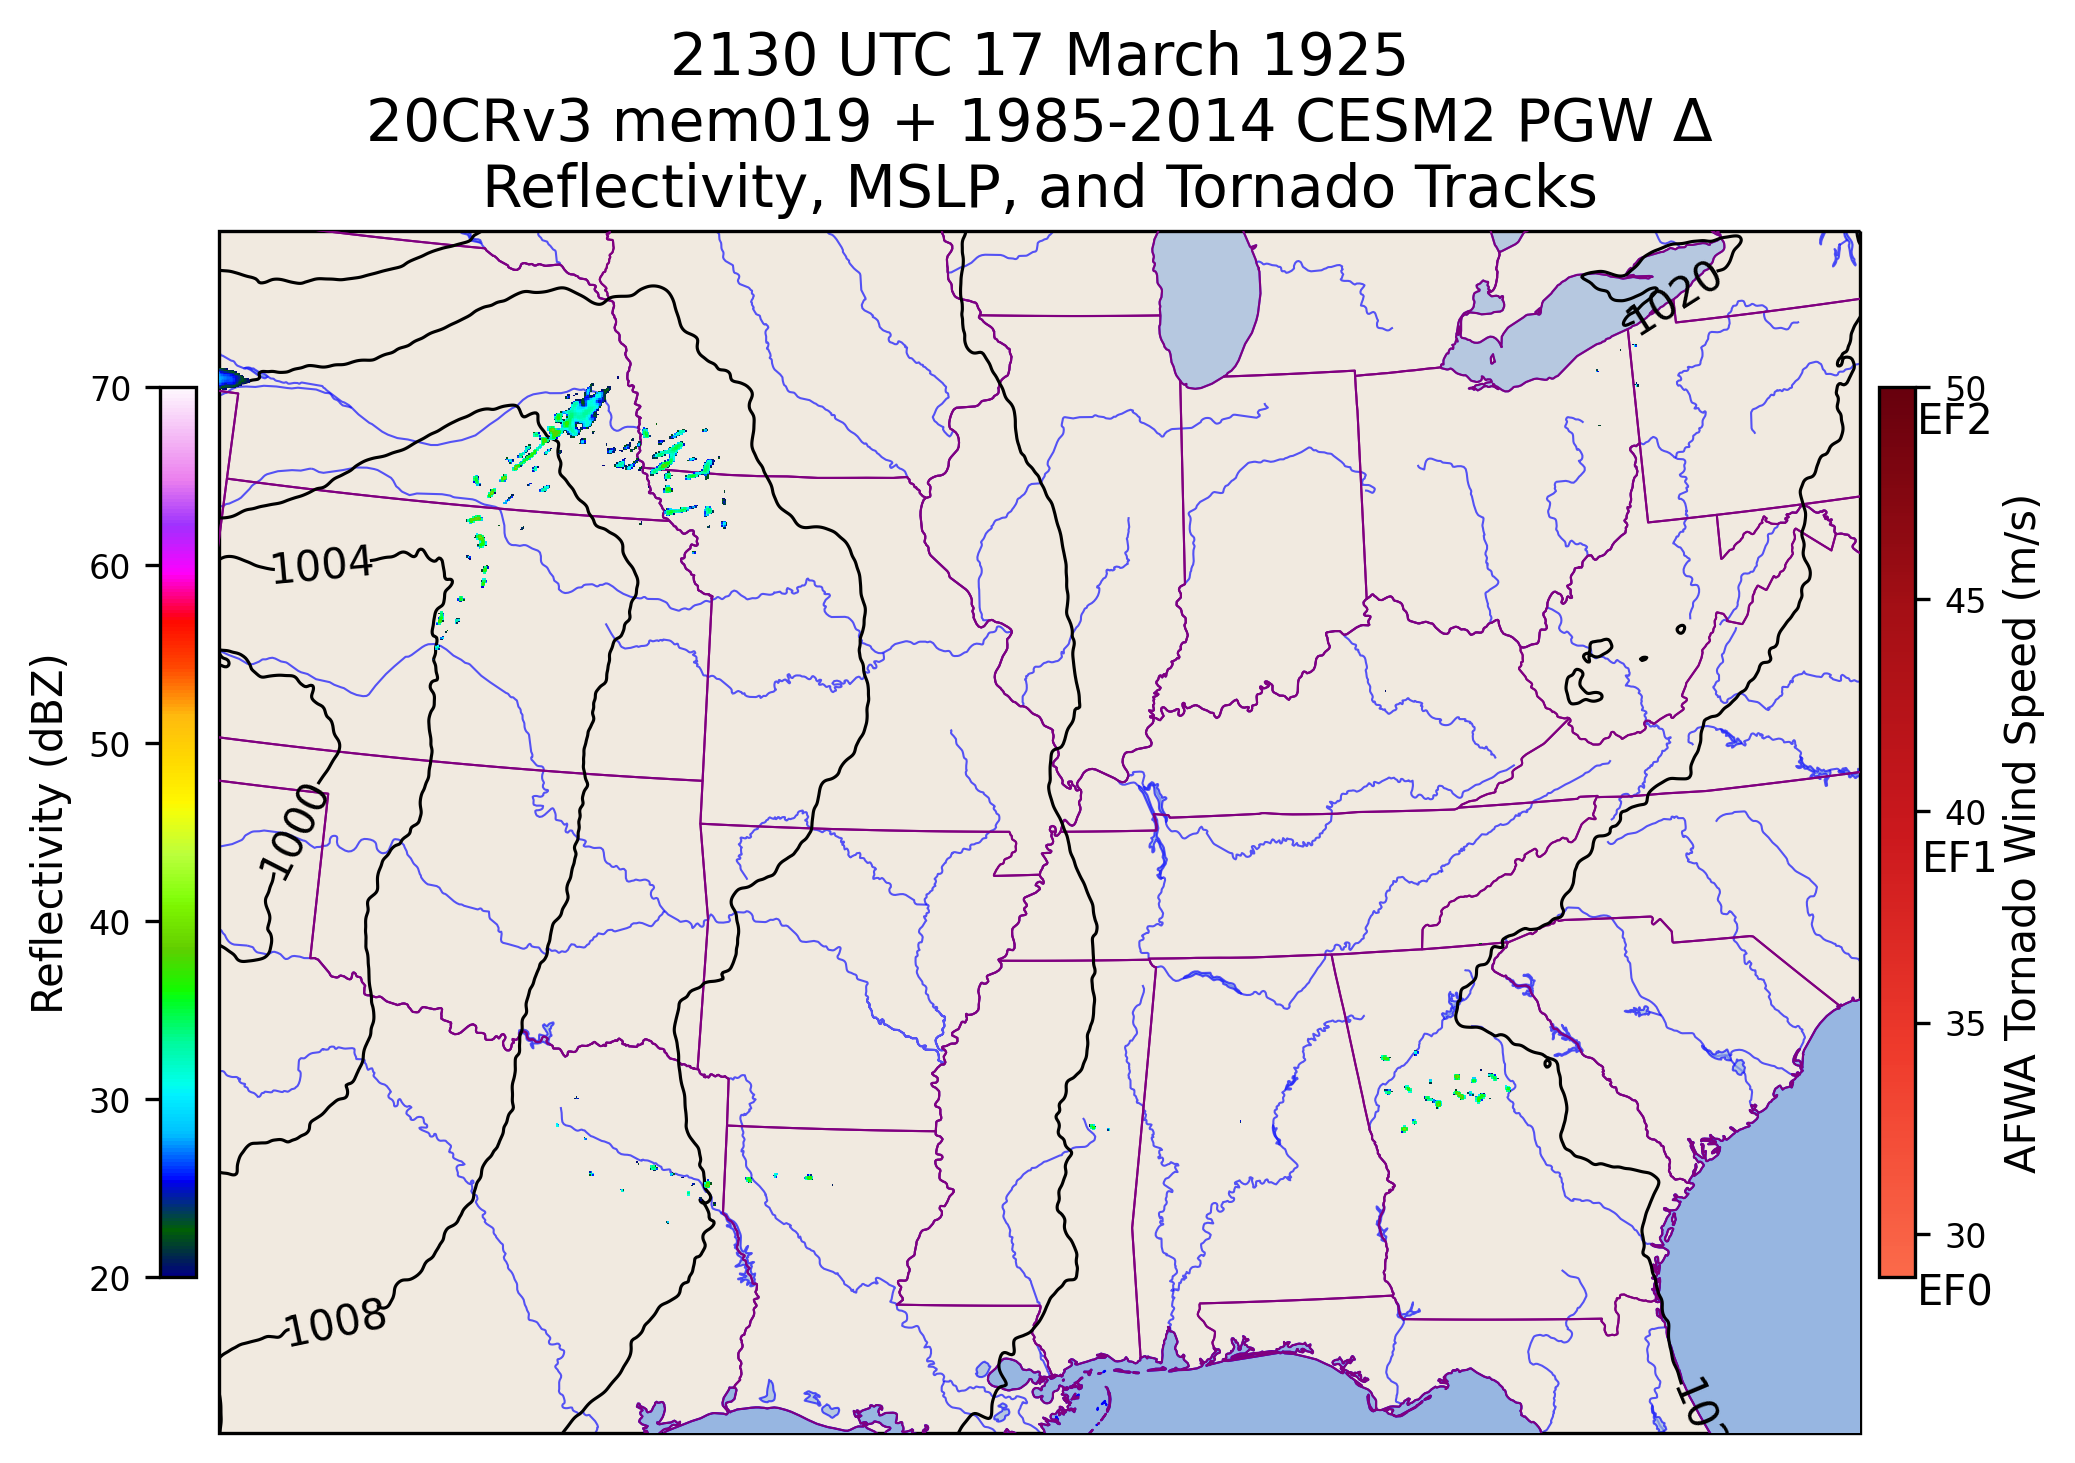 2130 UTC 17 March 1925
20CRv3 mem019 + 1985-2014 CESM2 PGW Δ
Reflectivity, MSLP, and Tornado Tracks
1020
1004
1000
1008
70
60
50
40
30
20
Reflectivity (dBZ)
50
EF2
45
40
EF1
35
30
EF0
AFWA Tornado Wind Speed (m/s)